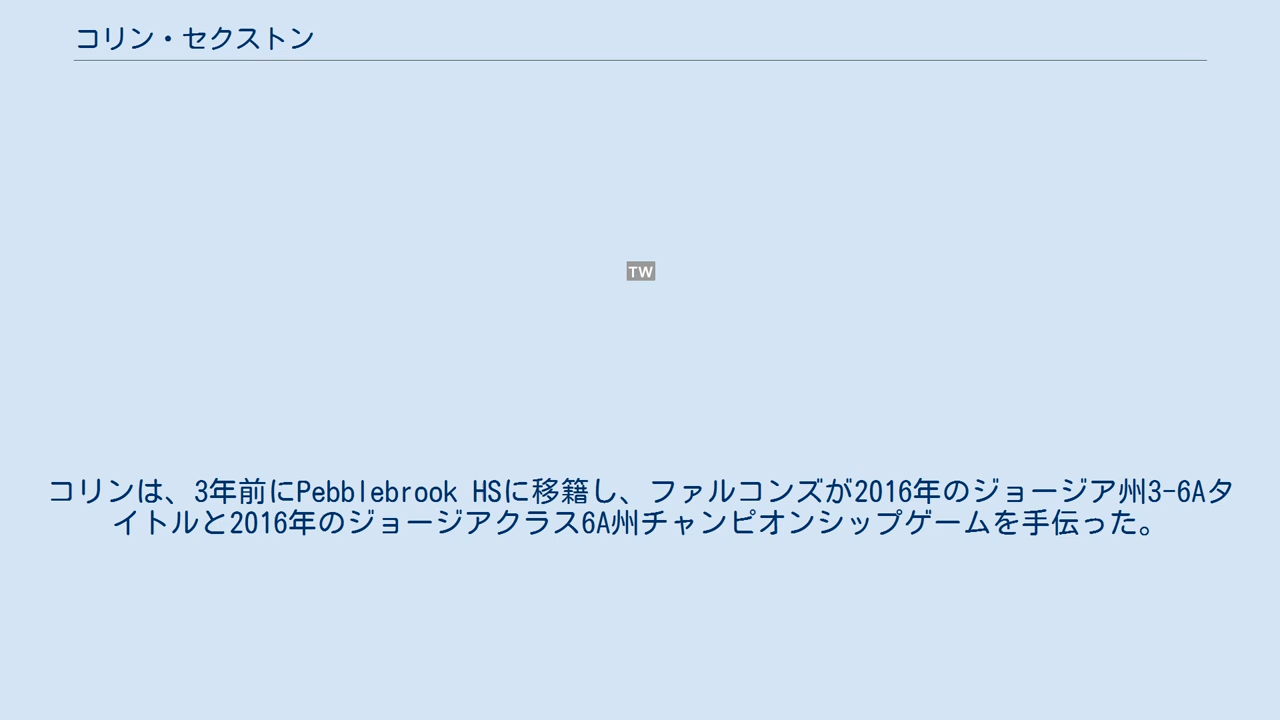 コリン・セクストン
TW
コリンは、3年前にPebblebrook HSに移籍し、ファルコンズが2016年のジョージア州3-6Aタ
イトルと2016年のジョージアクラス6A州チャンピオンシップゲームを手伝った。